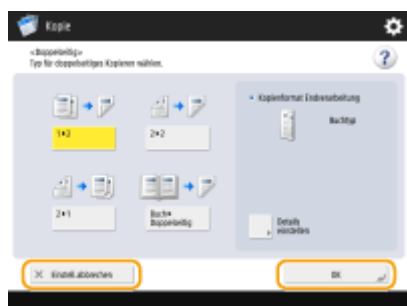 Kopie
<Doppelseitig>
Typ für doppelseitiges Kopieren wählen.
?
1▸2
2▸2
2▸1
Buch▸
Doppelseitig
Kopienformat Endverarbeitung
Buchtyp
Details
einstellen
× Einstell. abbrechen
OK